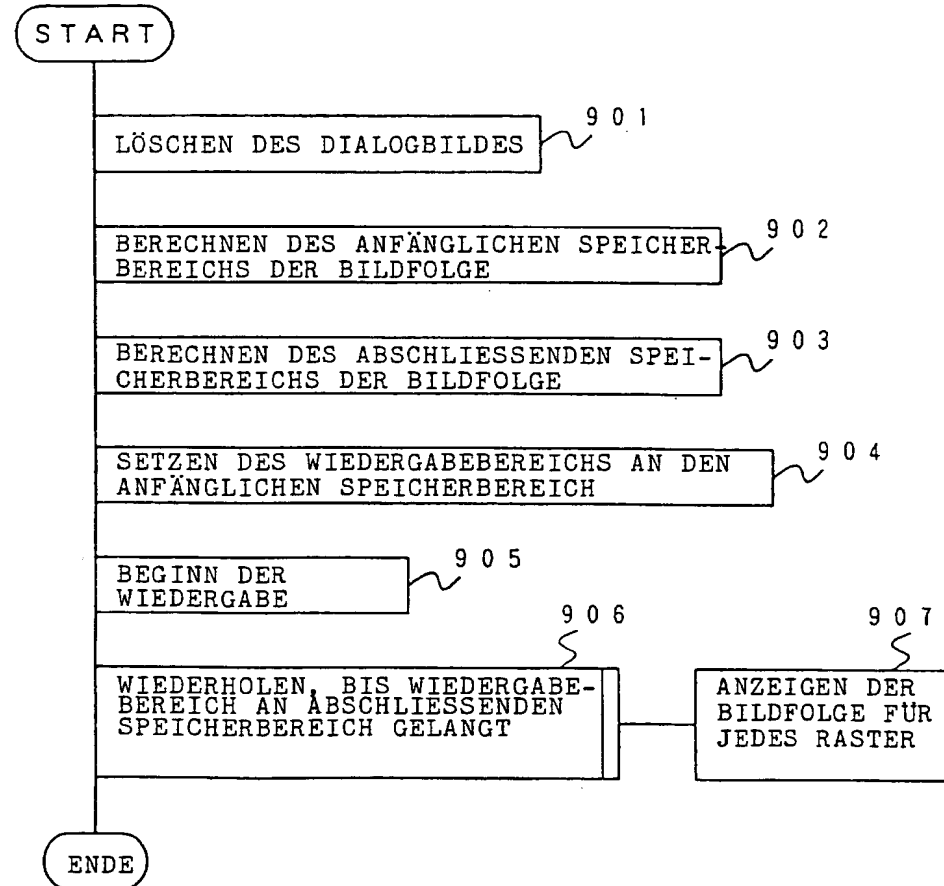 START
LÖSCHEN DES DIALOGBILDES
901
BERECHNEN DES ANFÄNGLICHEN SPEICHER-
BEREICHS DER BILDFOLGE
902
BERECHNEN DES ABSCHLIESSENDEN SPEI-
CHERBEREICHS DER BILDFOLGE
903
SETZEN DES WIEDERGABEBEREICHS AN DEN
ANFÄNGLICHEN SPEICHERBEREICH
904
BEGINN DER
WIEDERGABE
905
906
WIEDERHOLEN, BIS WIEDERGABE-
BEREICH AN ABSCHLIESSENDEN
SPEICHERBEREICH GELANGT
907
ANZEIGEN DER
BILDFOLGE FÜR
JEDES RASTER
ENDE